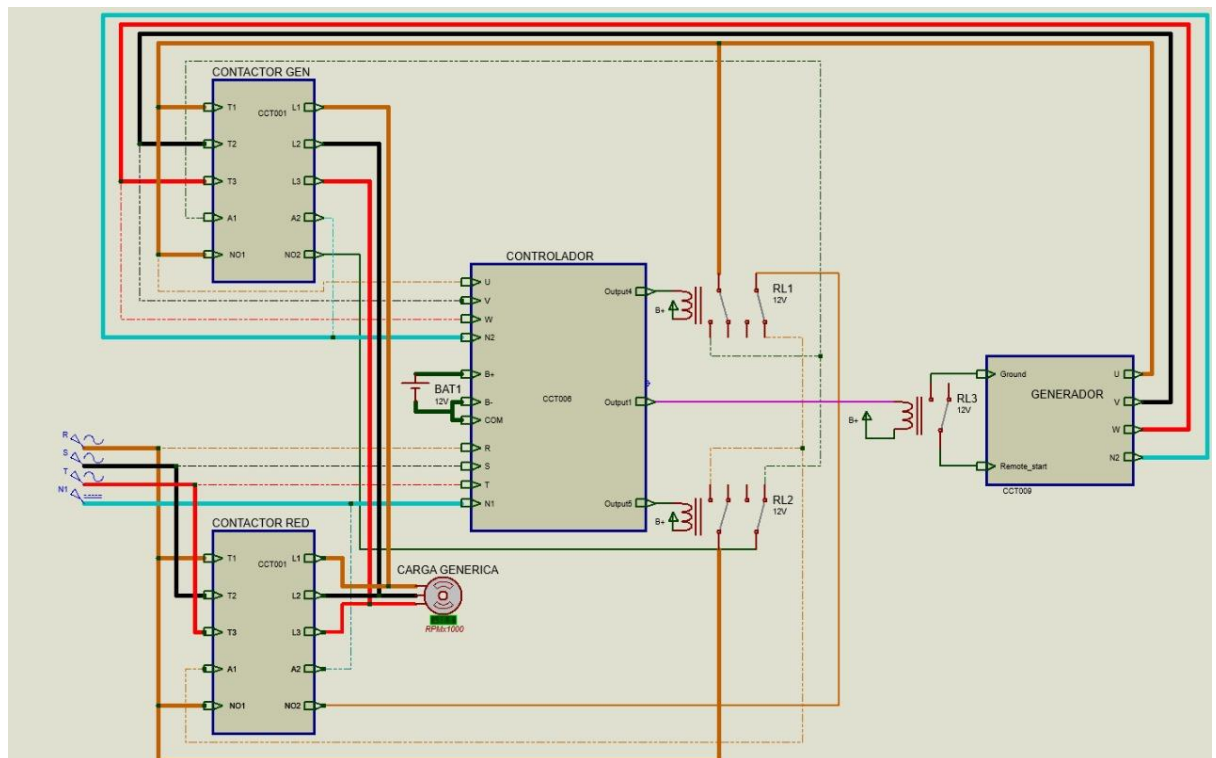 CONTACTOR GEN
CCT001
T1
L1
T2
L2
T3
L3
A1
A2
NO1
NO2
CONTROLADOR
U
V
W
N2
B+
B-
COM
R
S
T
N1
Output4
Output1
Output5
CCT008
BAT1
12V
B+
RL1
12V
B+
RL2
12V
B+
RL3
12V
GENERADOR
Ground
Remote_start
U
V
W
N2
CCT009
R
S
T
N1
CONTACTOR RED
CCT001
T1
L1
T2
L2
T3
L3
A1
A2
NO1
NO2
CARGA GENERICA
RPMx1000